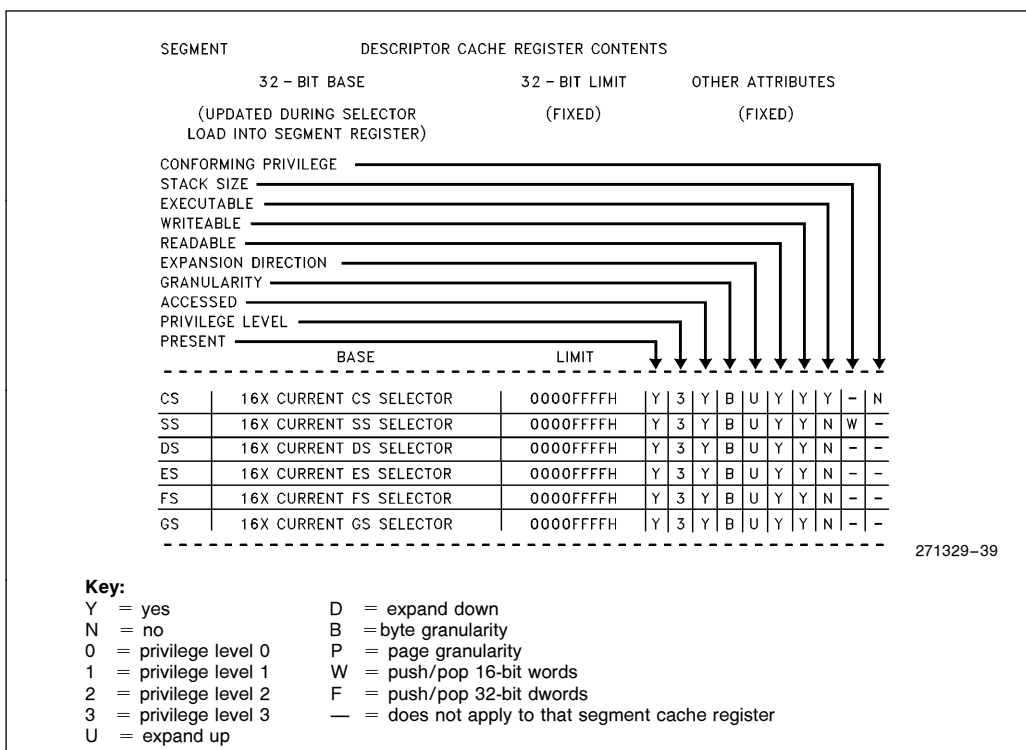 SEGMENT DESCRIPTOR CACHE REGISTER CONTENTS
32 – BIT BASE 32 – BIT LIMIT OTHER ATTRIBUTES
(UPDATED DURING SELECTOR (FIXED) (FIXED)
LOAD INTO SEGMENT REGISTER)
CONFORMING PRIVILEGE
STACK SIZE
EXECUTABLE
WRITEABLE
READABLE
EXPANSION DIRECTION
GRANULARITY
ACCESSED
PRIVILEGE LEVEL
PRESENT
BASE LIMIT
CS 16X CURRENT CS SELECTOR 0000FFFFH Y 3 Y B U Y Y Y – N
SS 16X CURRENT SS SELECTOR 0000FFFFH Y 3 Y B U Y Y N W –
DS 16X CURRENT DS SELECTOR 0000FFFFH Y 3 Y B U Y Y N – –
ES 16X CURRENT ES SELECTOR 0000FFFFH Y 3 Y B U Y Y N – –
FS 16X CURRENT FS SELECTOR 0000FFFFH Y 3 Y B U Y Y N – –
GS 16X CURRENT GS SELECTOR 0000FFFFH Y 3 Y B U Y Y N – –
271329–39
Key:
Y = yes D = expand down
N = no B =byte granularity
0 = privilege level 0 P = page granularity
1 = privilege level 1 W = push/pop 16-bit words
2 = privilege level 2 F = push/pop 32-bit dwords
3 = privilege level 3 — = does not apply to that segment cache register
U = expand up